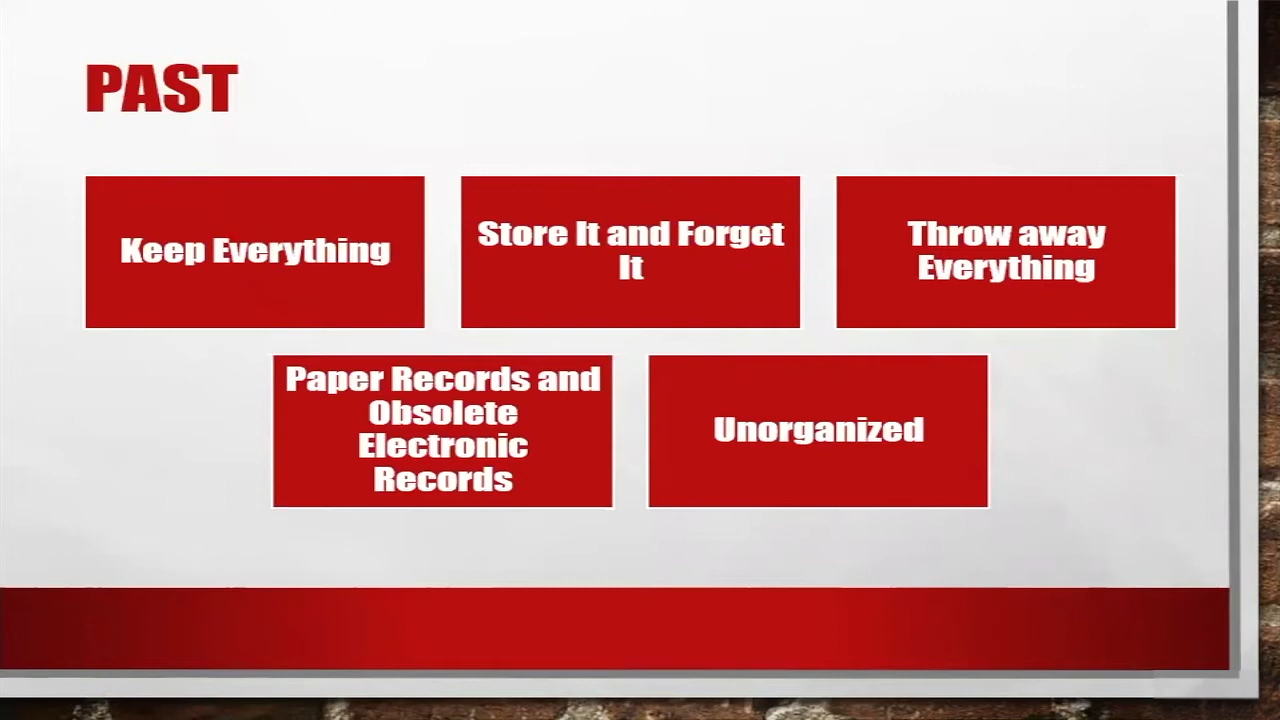 PAST
Keep Everything
Store It and Forget
It
Throw away
Everything
Paper Records and
Obsolete
Electronic
Records
Unorganized